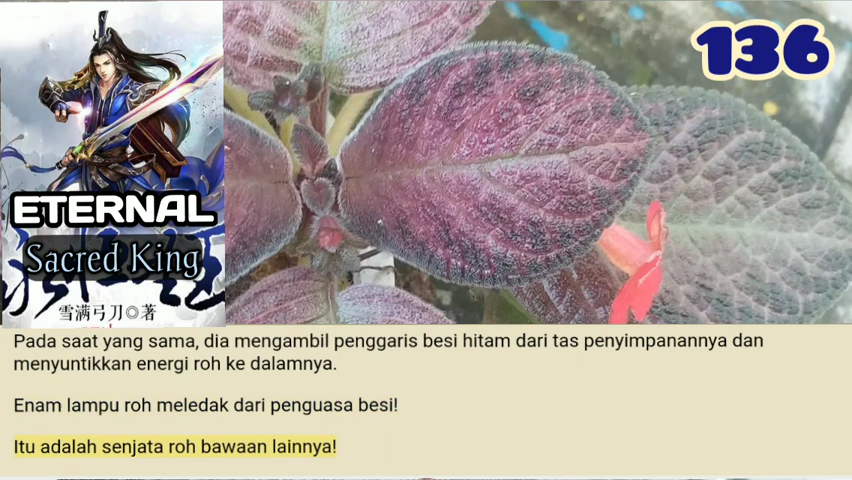 136
ETERNAL
Sacred King
雪满弓刀◎著
Pada saat yang sama, dia mengambil penggaris besi hitam dari tas penyimpanannya dan
menyuntikkan energi roh ke dalamnya.
Enam lampu roh meledak dari penguasa besi!
Itu adalah senjata roh bawaan lainnya!